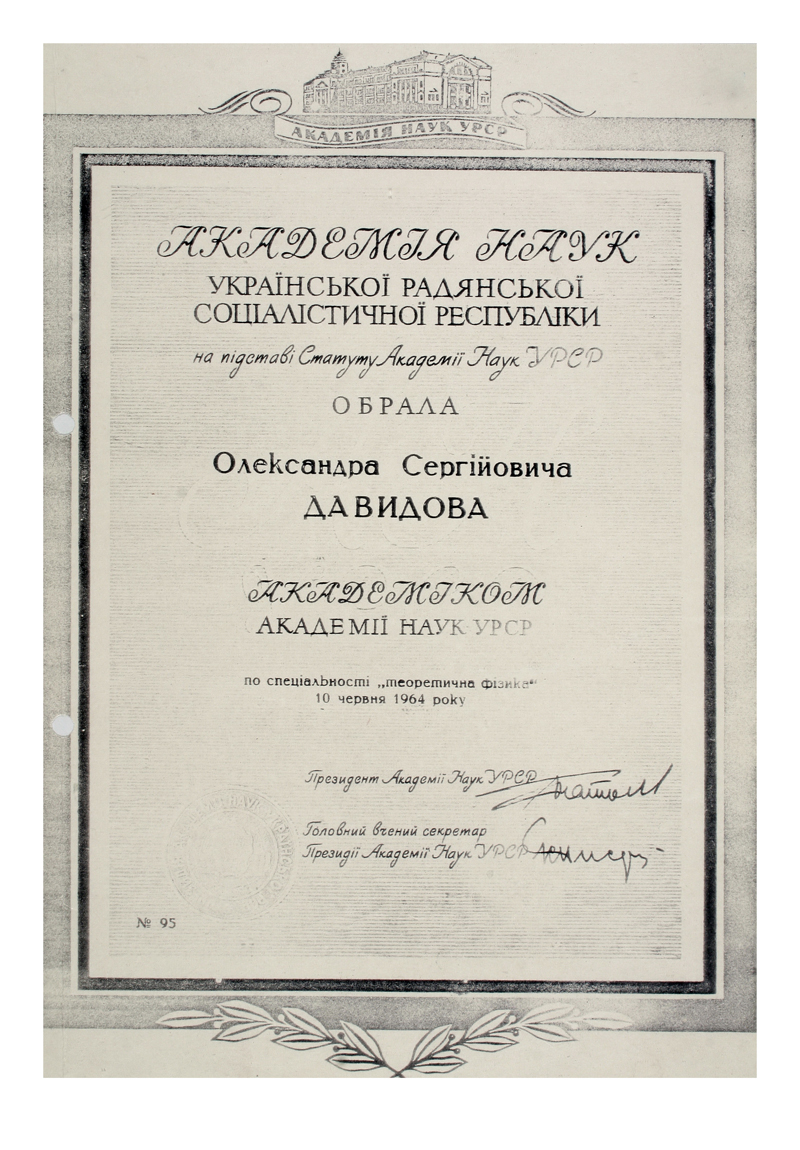 АКАДЕМІЯ НАУК УРСР
АКАДЕМІЯ НАУК
УКРАЇНСЬКОЇ РАДЯНСЬКОЇ
СОЦІАЛІСТИЧНОЇ РЕСПУБЛІКИ
на підставі Статуту Академії Наук УРСР
ОБРАЛА
Олександра Сергійовича
ДАВИДОВА
АКАДЕМІКОМ
АКАДЕМІЇ НАУК УРСР
по спеціальності „теоретична фізика“
10 червня 1964 року
Президент Академії Наук УРСР
Головний вчений секретар
Президії Академії Наук УРСР
№ 95